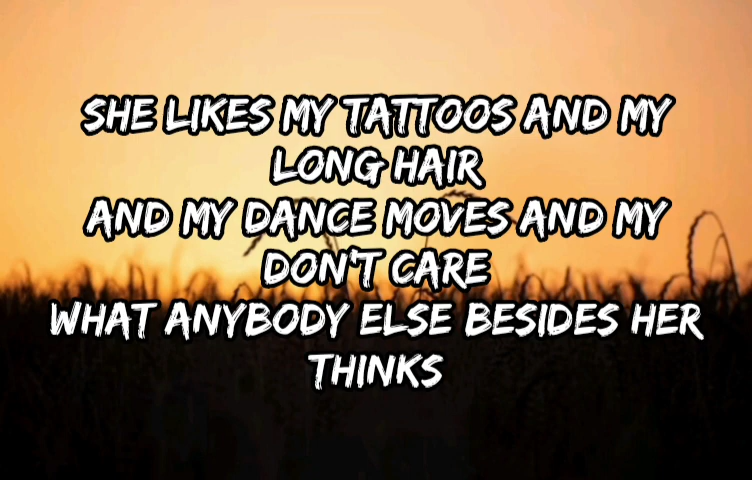 SHE LIKES MY TATTOOS AND MY
LONG HAIR
AND MY DANCE MOVES AND MY
DON'T CARE
WHAT ANYBODY ELSE BESIDES HER
THINKS